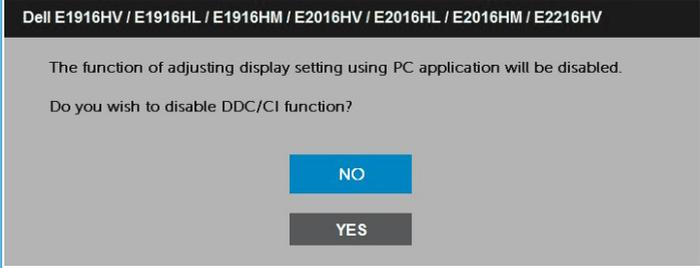 Dell E1916HV / E1916HL / E1916HM / E2016HV / E2016HL / E2016HM / E2216HV
The function of adjusting display setting using PC application will be disabled.
Do you wish to disable DDC/CI function?
NO
YES